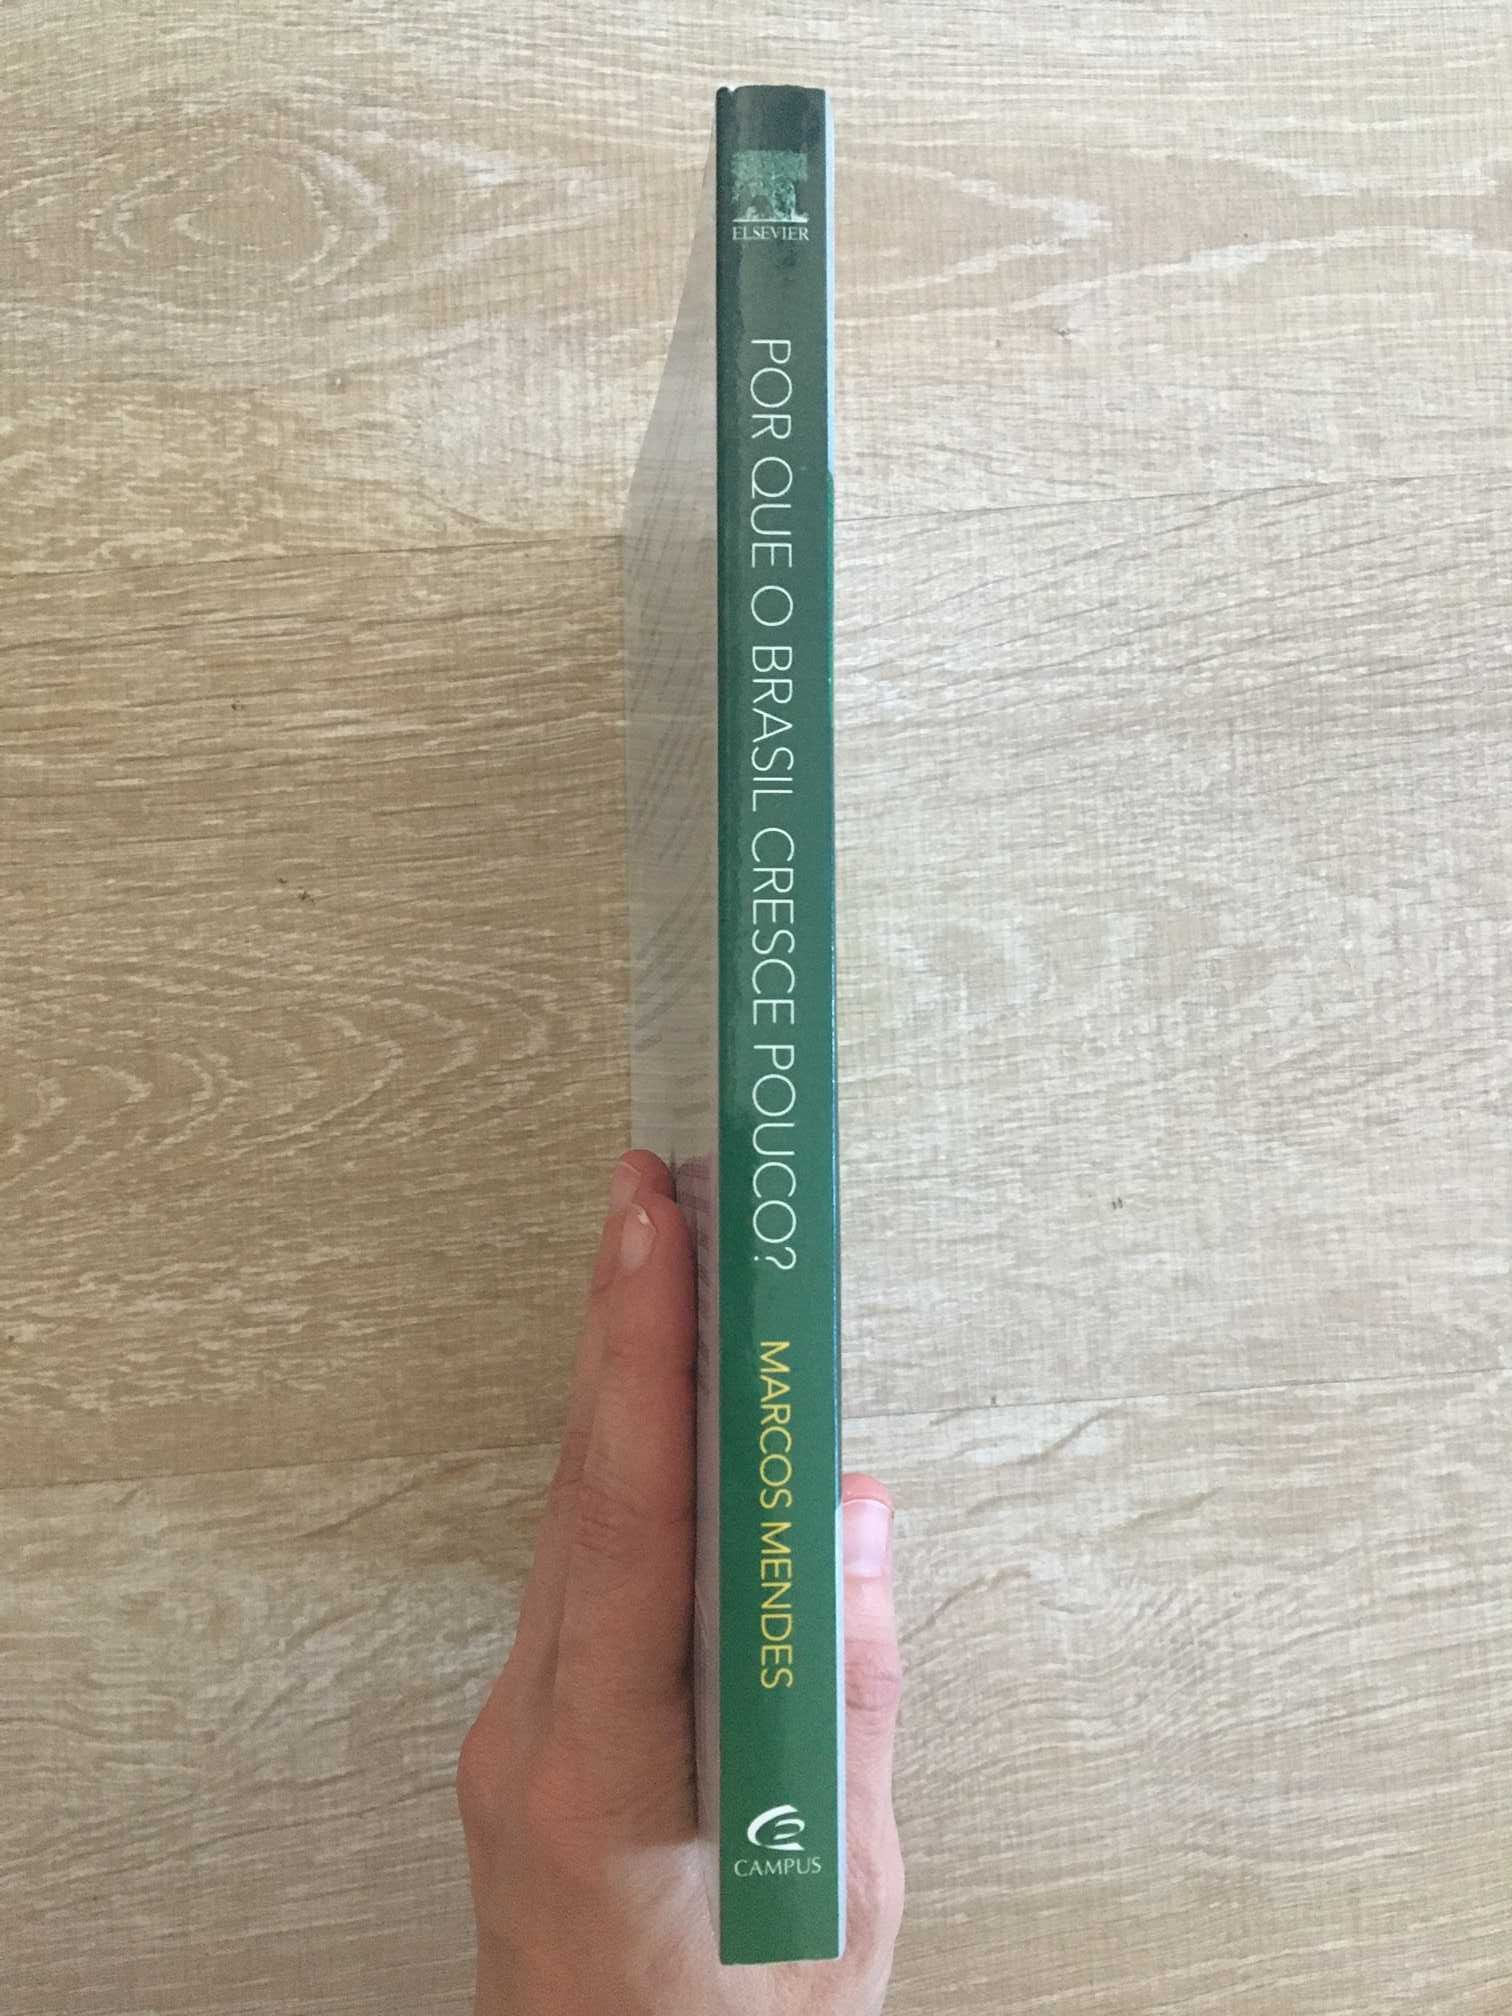 ELSEVIER
POR QUE O BRASIL CRESCE POUCO?
MARCOS MENDES
CAMPUS